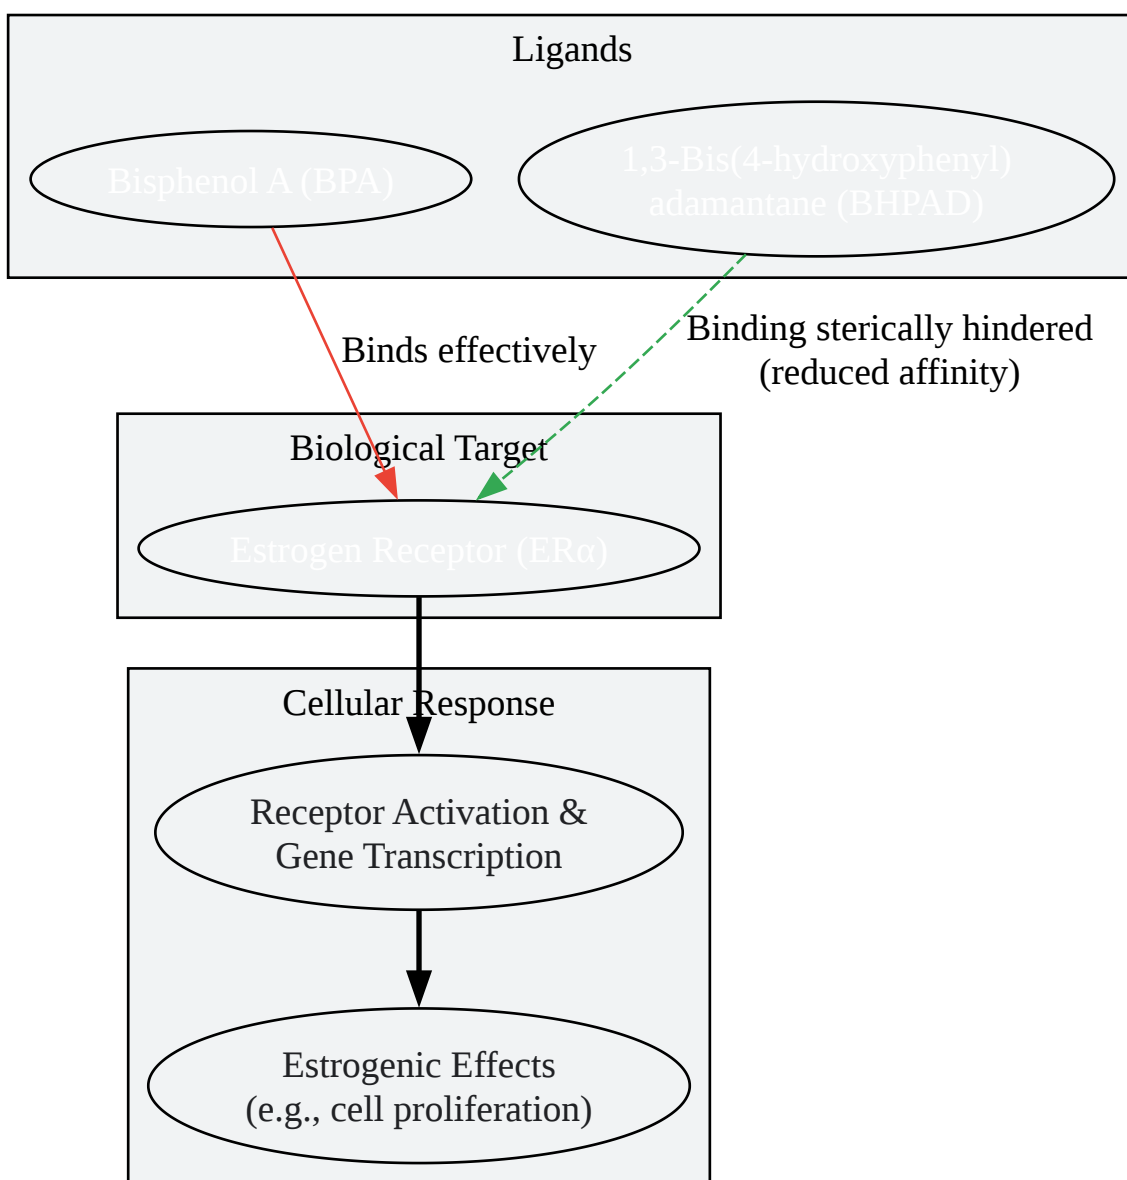 Ligands
Bisphenol A (BPA)
1,3-Bis(4-hydroxyphenyl)
adamantane (BHPAD)
Binds effectively
Binding sterically hindered
(reduced affinity)
Biological Target
Estrogen Receptor (ERα)
Cellular Response
Receptor Activation &
Gene Transcription
Estrogenic Effects
(e.g., cell proliferation)